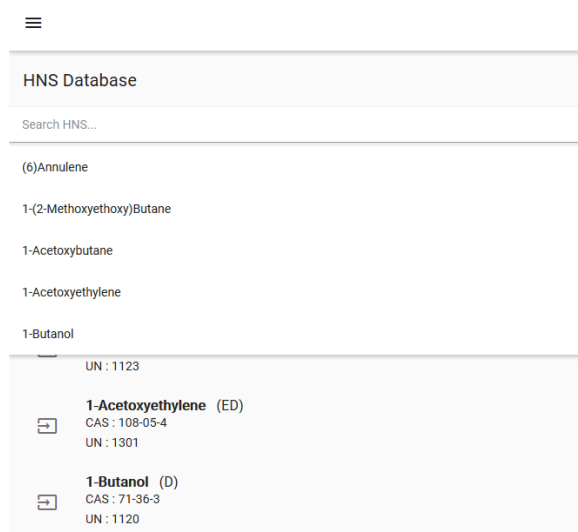 HNS Database
Search HNS...
(6)Annulene
1-(2-Methoxyethoxy)Butane
1-Acetoxybutane
1-Acetoxyethylene
1-Butanol
UN : 1123
1-Acetoxyethylene (ED)
CAS : 108-05-4
UN : 1301
1-Butanol (D)
CAS : 71-36-3
UN : 1120